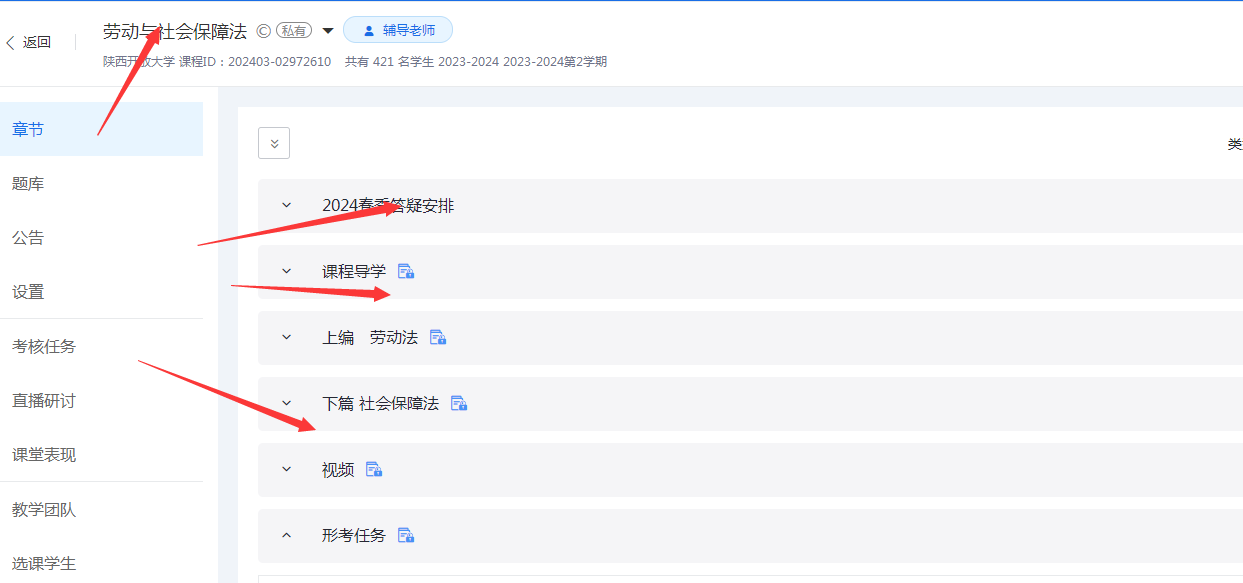 返回
劳动与社会保障法 © 私有 辅导老师
陕西开放大学 课程ID：202403-02972610 共有 421 名学生 2023-2024 2023-2024第2学期
章节
题库
公告
设置
考核任务
直播研讨
课堂表现
教学团队
选课学生
类
2024春季答疑安排
课程导学
上编 劳动法
下篇 社会保障法
视频
形考任务